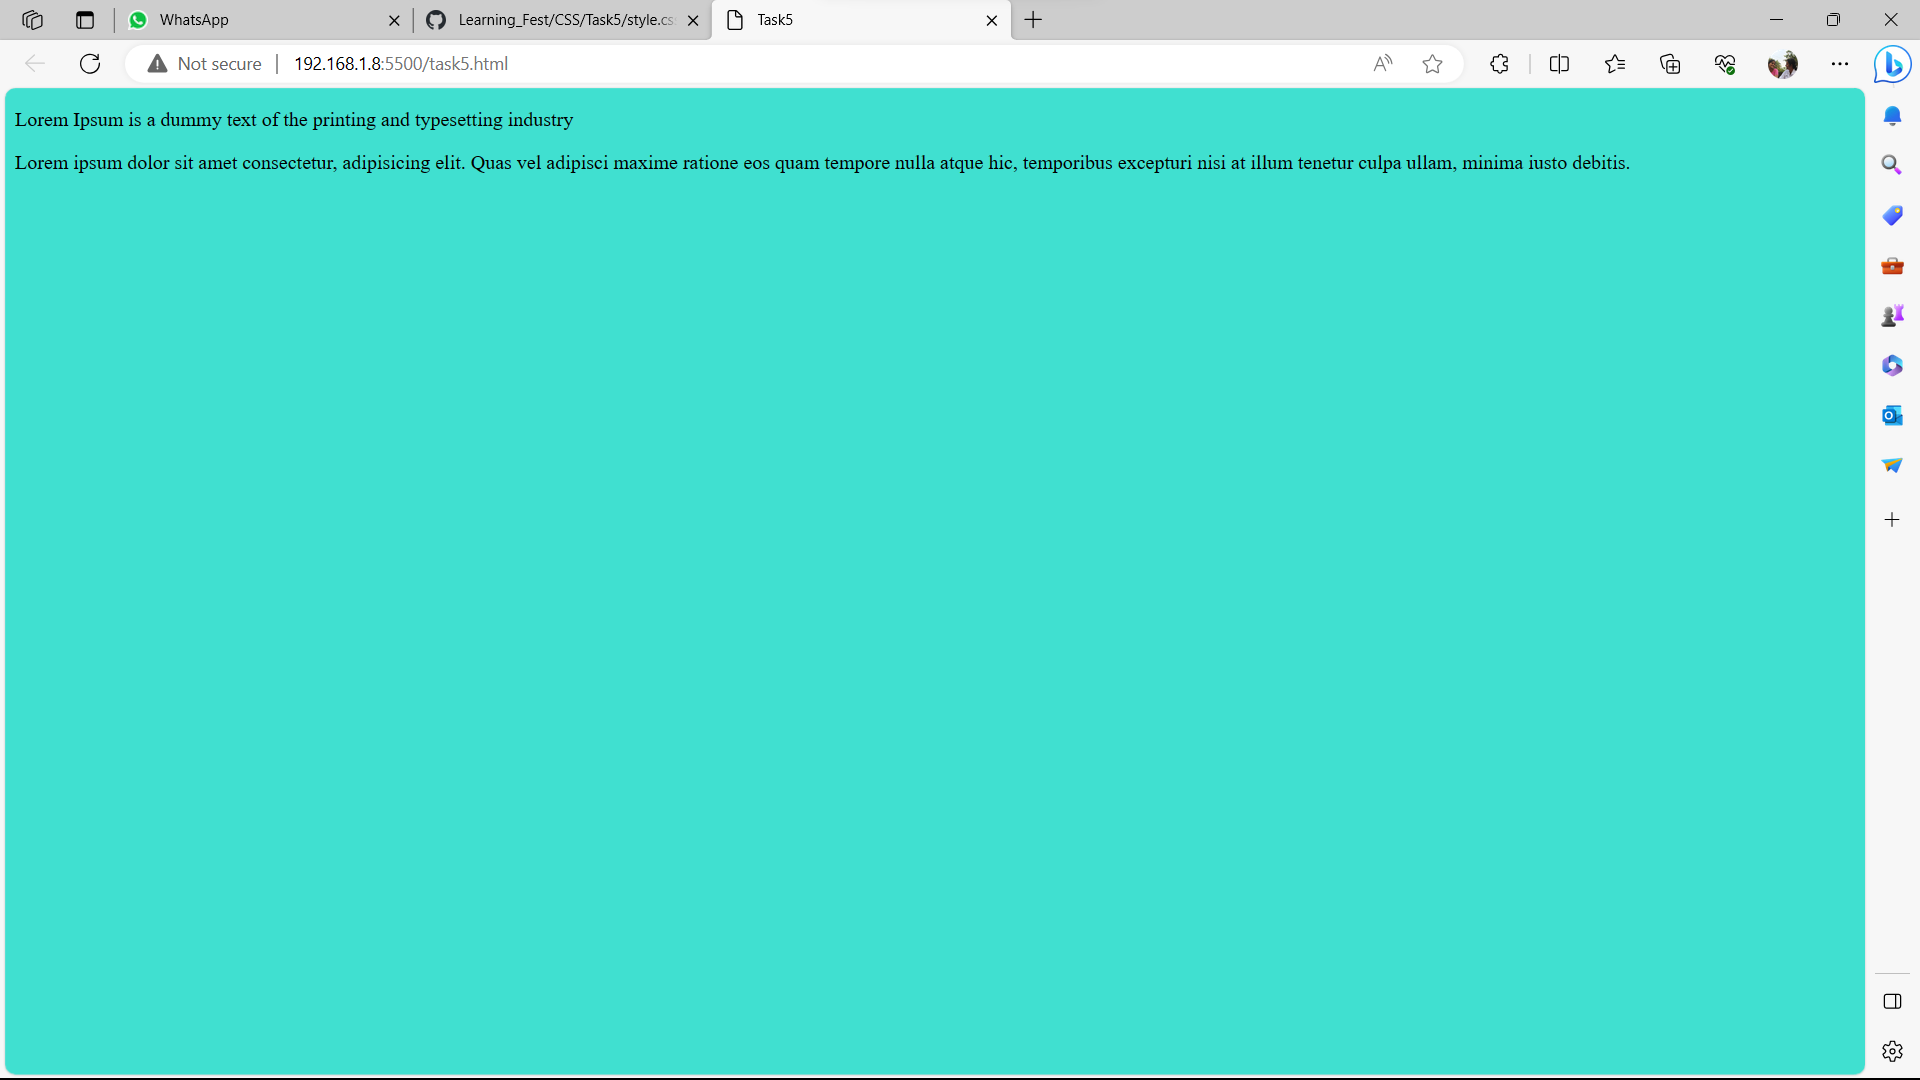 WhatsApp
Learning_Fest/CSS/Task5/style.cs
Task5
Not secure
192.168.1.8:5500/task5.html
Lorem Ipsum is a dummy text of the printing and typesetting industry
Lorem ipsum dolor sit amet consectetur, adipisicing elit. Quas vel adipisci maxime ratione eos quam tempore nulla atque hic, temporibus excepturi nisi at illum tenetur culpa ullam, minima iusto debitis.